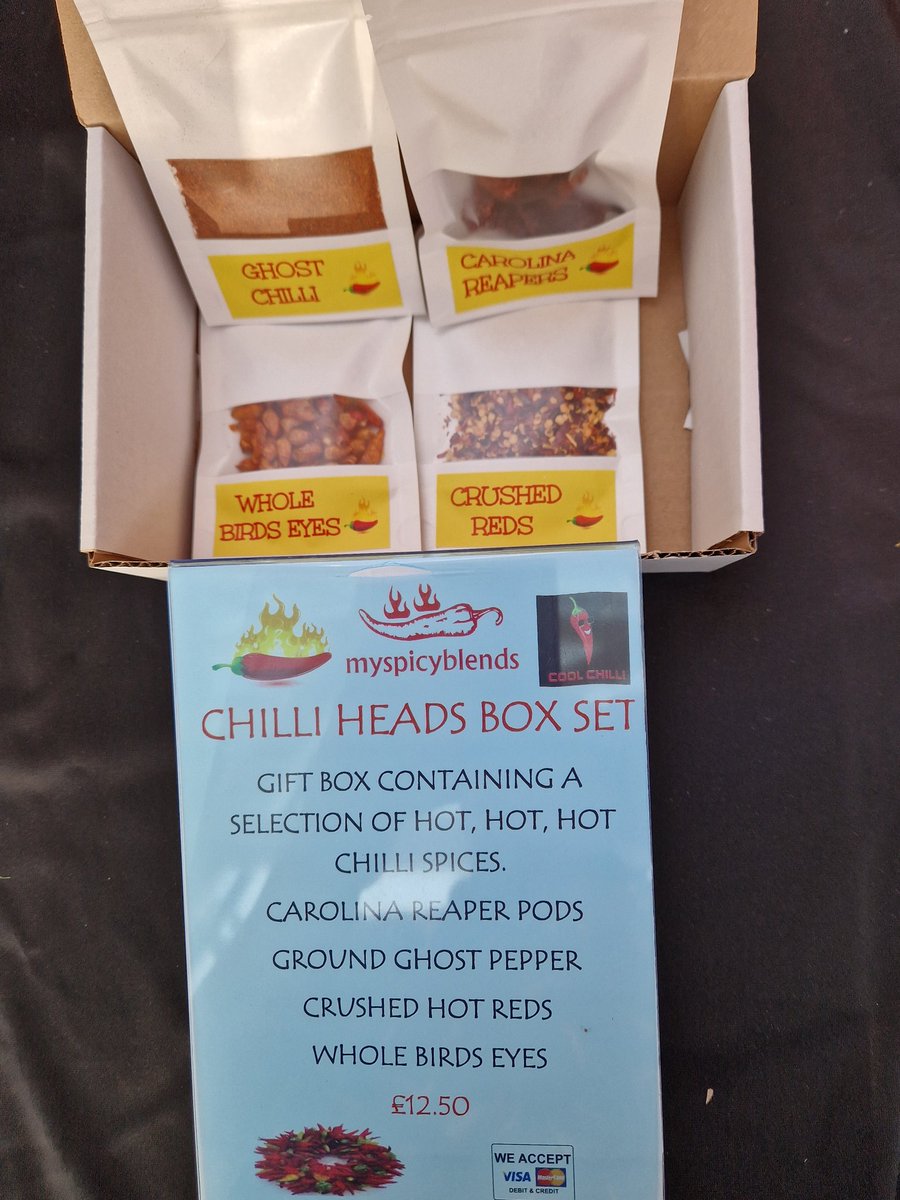 GHOST
CHILLI
CAROLINA
REAPERS
WHOLE
BIRDS EYES
CRUSHED
REDS
myspicyblends
COOL CHILLI
CHILLI HEADS BOX SET
GIFT BOX CONTAINING A
SELECTION OF HOT, HOT, HOT
CHILLI SPICES.
CAROLINA REAPER PODS
GROUND GHOST PEPPER
CRUSHED HOT REDS
WHOLE BIRDS EYES
£12.50
WE ACCEPT
VISA MasterCard
DEBIT & CREDIT